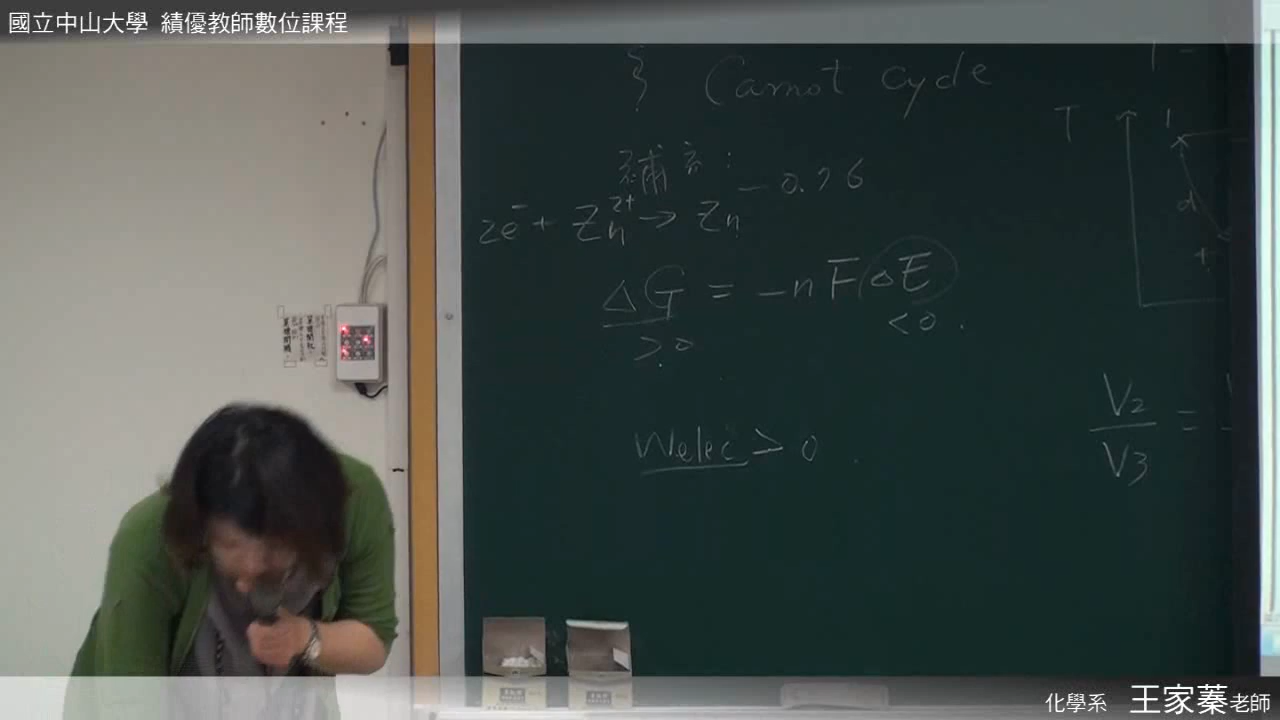 國立中山大學 績優教師數位課程
Carnot cycle
補充:
2e⁻ + Zn²⁺ → Zn -0.76
ΔG = -nFΔE
>0 <0.
Welec > 0.
T
1
d
V2
V3
=
化學系 王家蓁老師